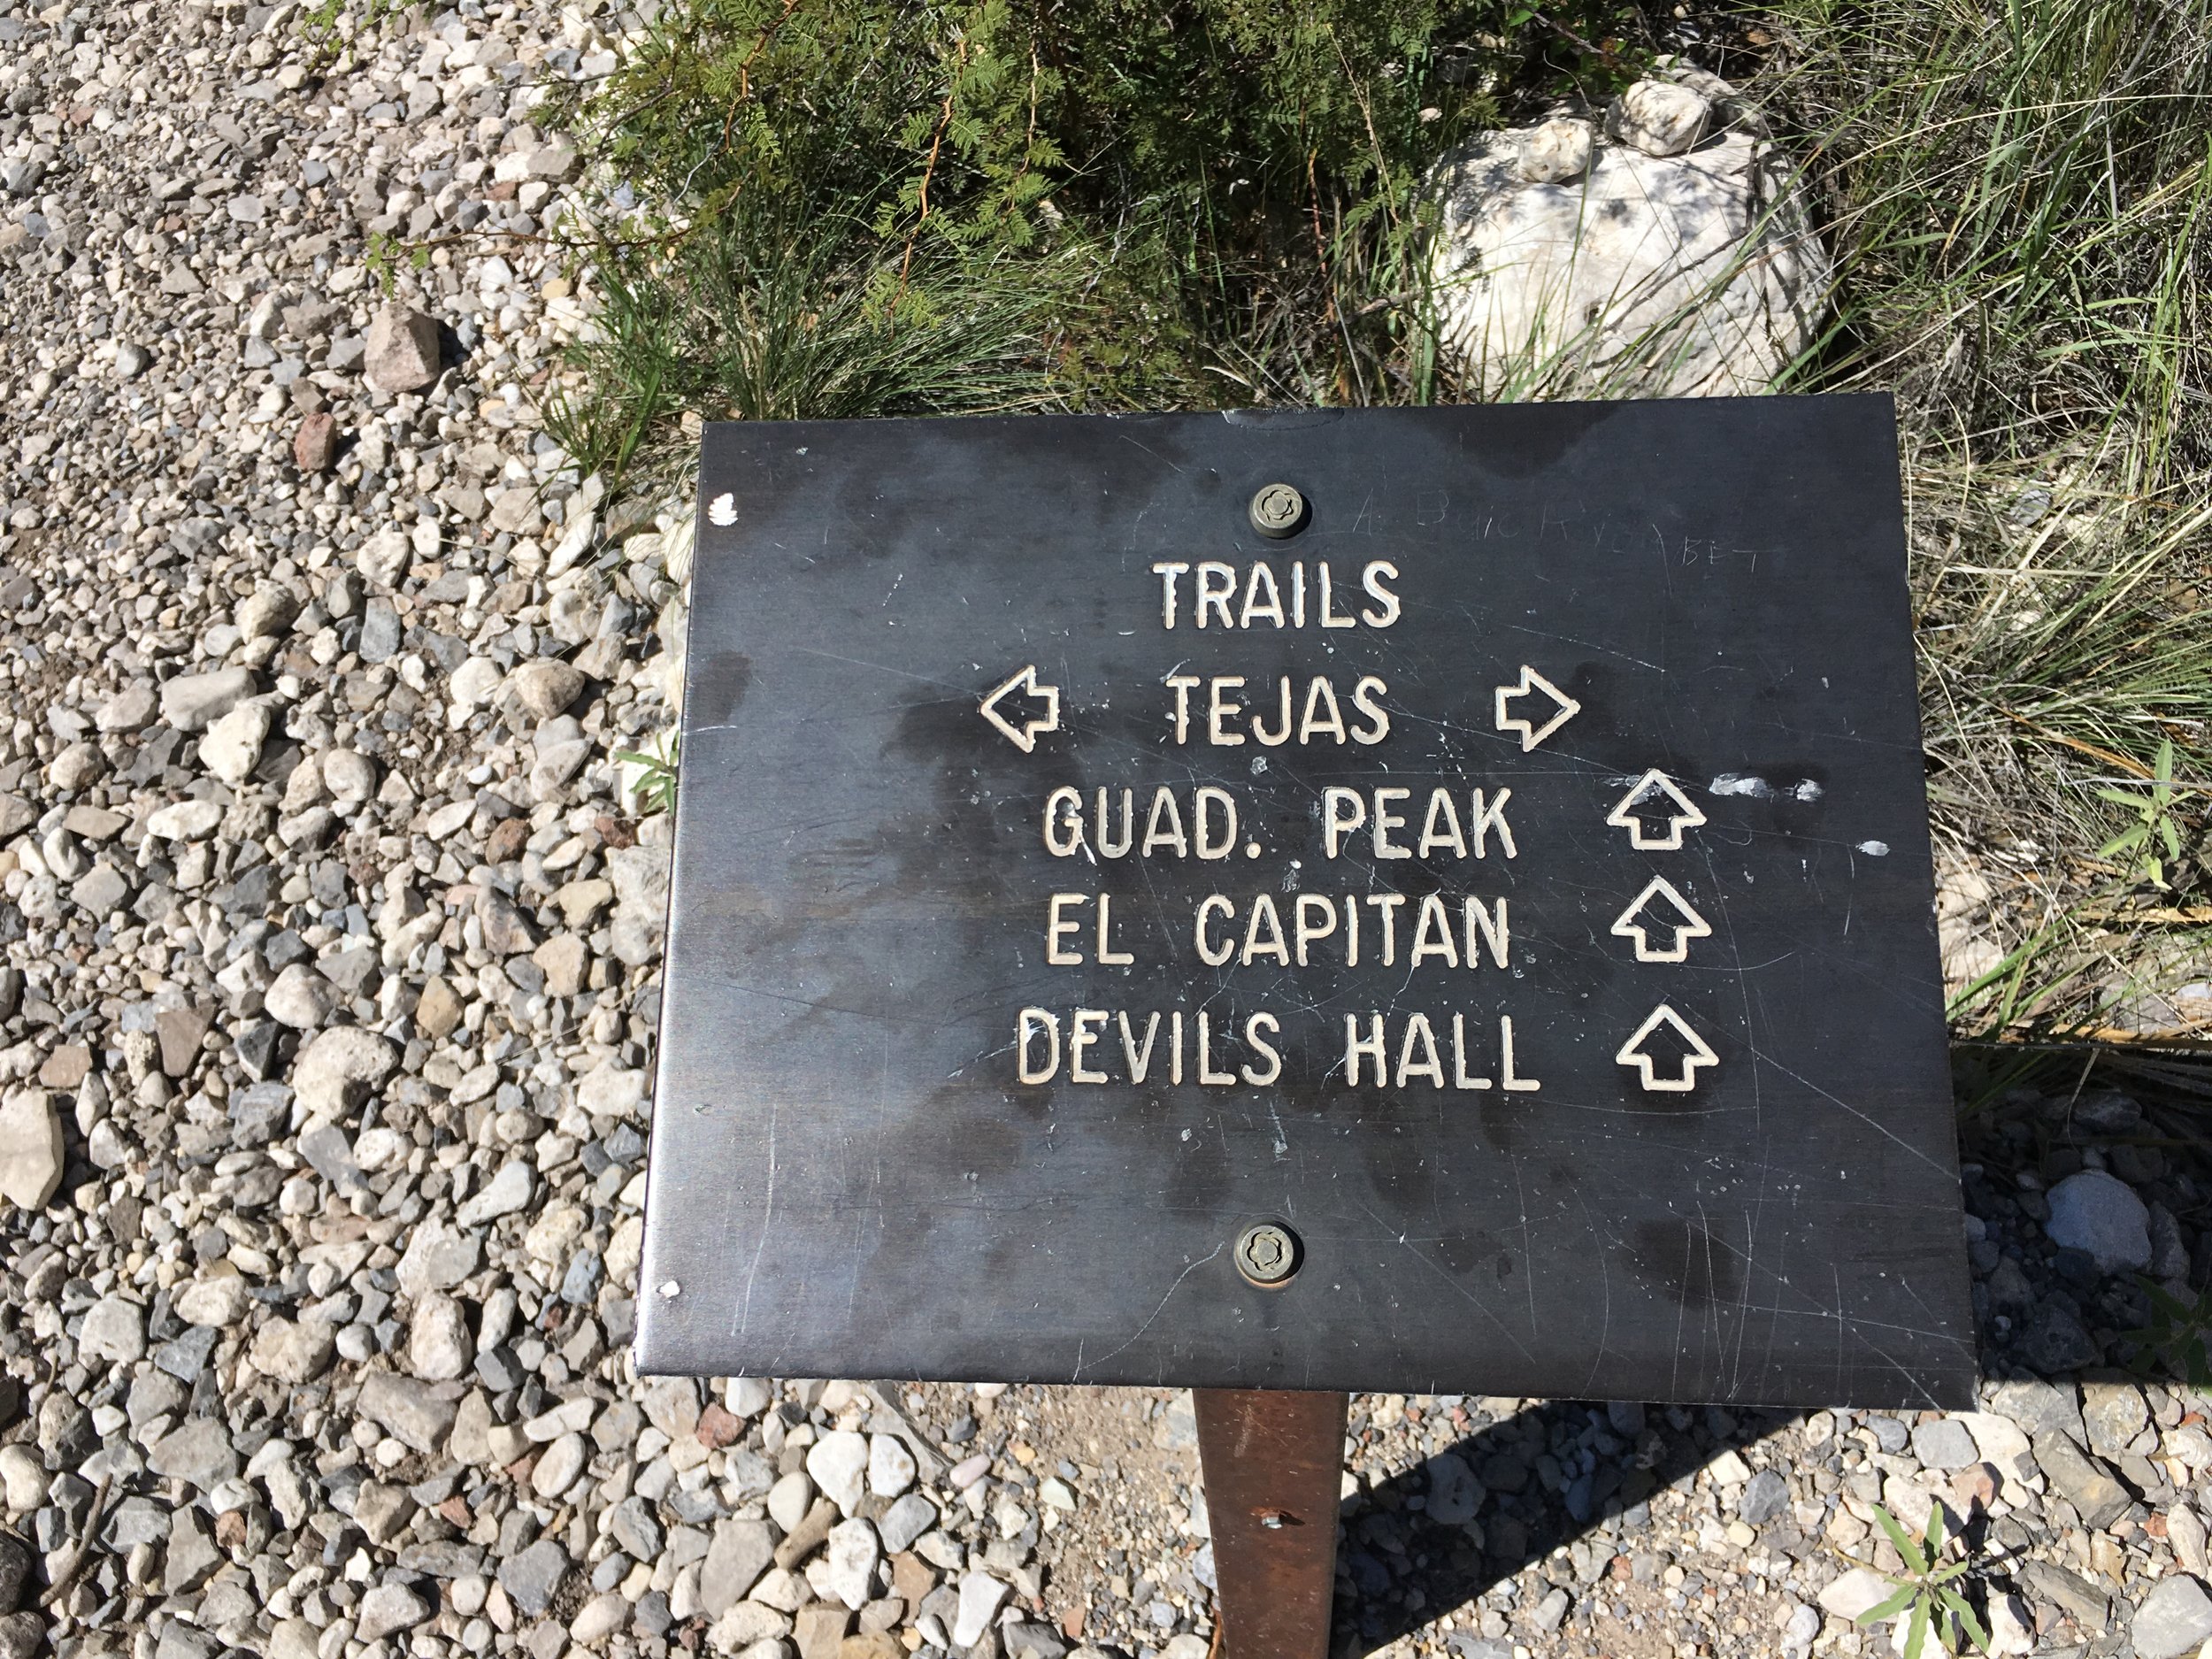 TRAILS
TEJAS
GUAD. PEAK
EL CAPITAN
DEVILS HALL